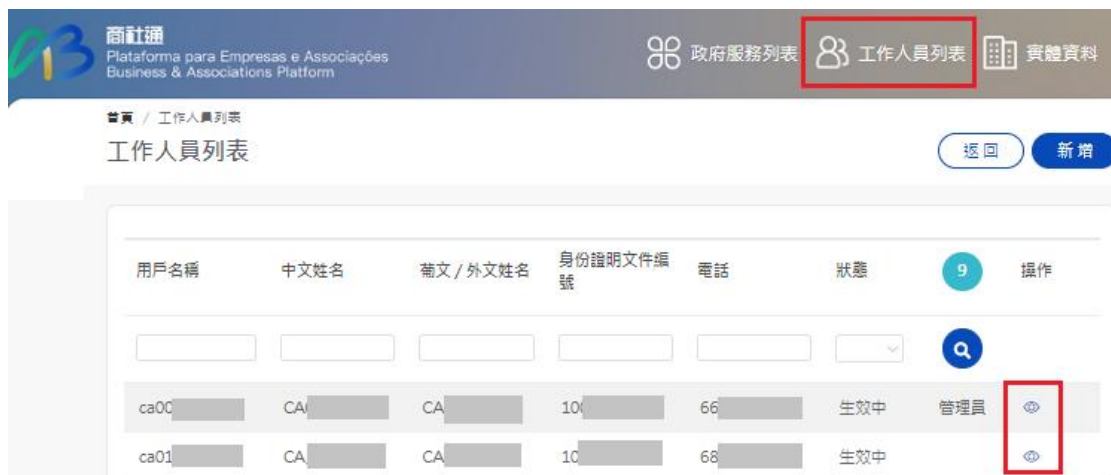 商社通
Plataforma para Empresas e Associações
Business & Associations Platform
政府服務列表 工作人員列表 實體資料
首頁 / 工作人員列表
工作人員列表
返回 新增
用戶名稱 中文姓名 葡文 / 外文姓名 身份證明文件編號 電話 狀態 9 操作
ca00 CA CA 10 66 生效中 管理員
ca01 CA CA 10 68 生效中